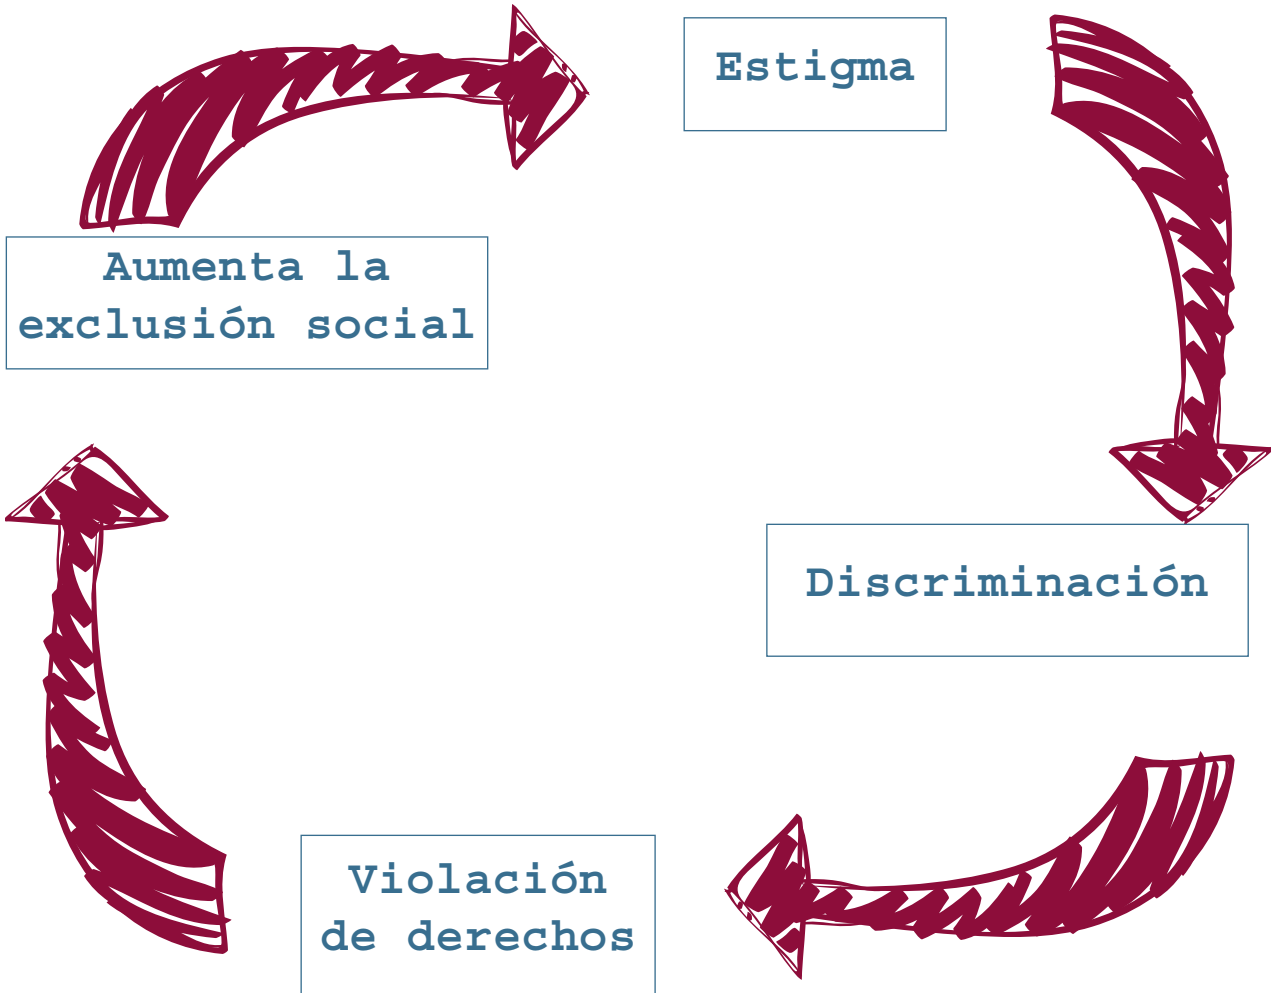 Estigma
Aumenta la
exclusión social
Discriminación
Violación
de derechos